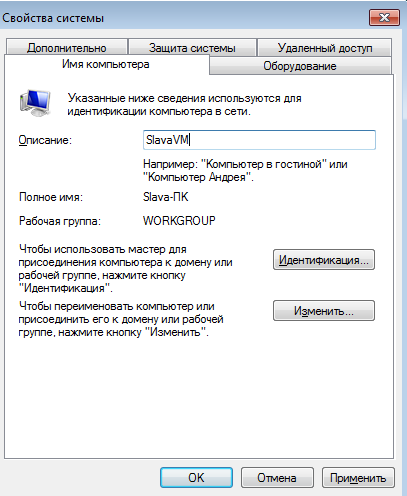 Свойства системы
Дополнительно Защита системы Удаленный доступ
Имя компьютера Оборудование
Указанные ниже сведения используются для
идентификации компьютера в сети.
Описание: SlavaVM
Например: "Компьютер в гостиной" или
"Компьютер Андрея".
Полное имя: Slava-ПК
Рабочая группа: WORKGROUP
Чтобы использовать мастер для
присоединения компьютера к домену или
рабочей группе, нажмите кнопку
"Идентификация".
Идентификация...
Чтобы переименовать компьютер или
присоединить его к домену или рабочей
группе, нажмите кнопку "Изменить".
Изменить...
ОК Отмена Применить